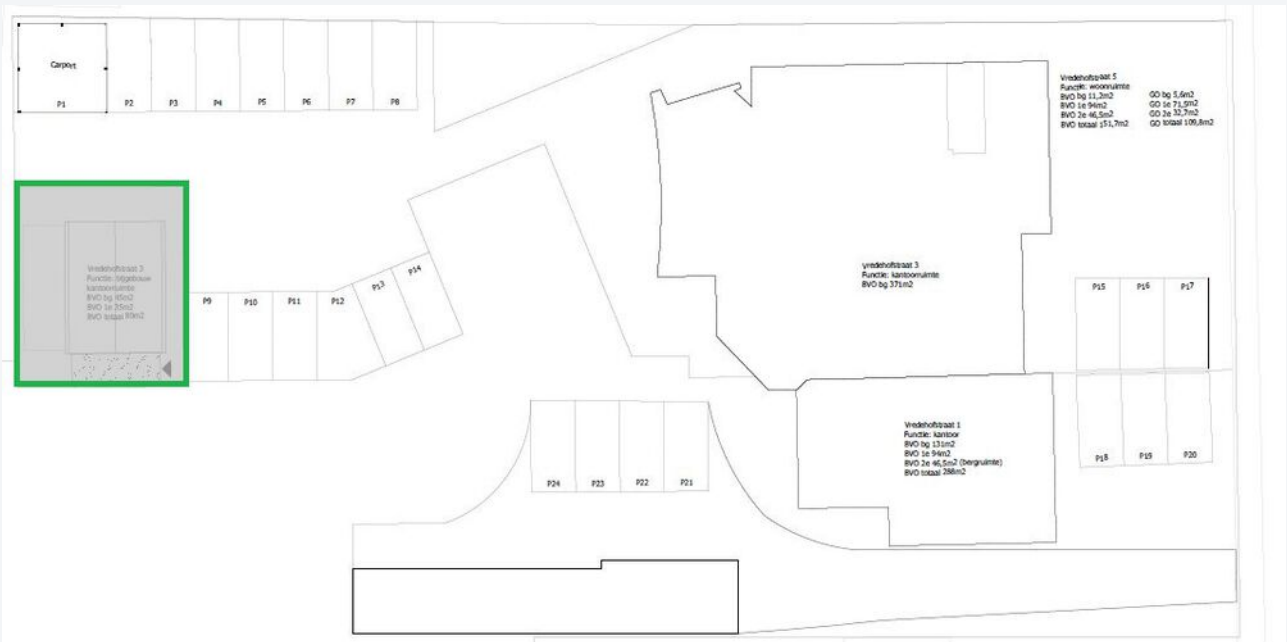 Carport
P1
P2
P3
P4
P5
P6
P7
P8
Vredehofstraat 5
Functie: woonruimte
BVO bg 11,2m2
BVO 1e 94m2
BVO 2e 46,5m2
BVO totaal 151,7m2
GO bg 5,6m2
GO 1e 71,5m2
GO 2e 32,7m2
GO totaal 109,8m2
Vredehofstraat 3
Functie: bijgebouw
kantoorruimte
BVO bg 45m2
BVO 1e 35m2
BVO totaal 80m2
P9
P10
P11
P12
P13
P14
vredehofstraat 3
Functie: kantoorruimte
BVO bg 371m2
P15
P16
P17
Vredehofstraat 1
Functie: kantoor
BVO bg 131m2
BVO 1e 94m2
BVO 2e 46,5m2 (bergruimte)
BVO totaal 288m2
P18
P19
P20
P24
P23
P22
P21